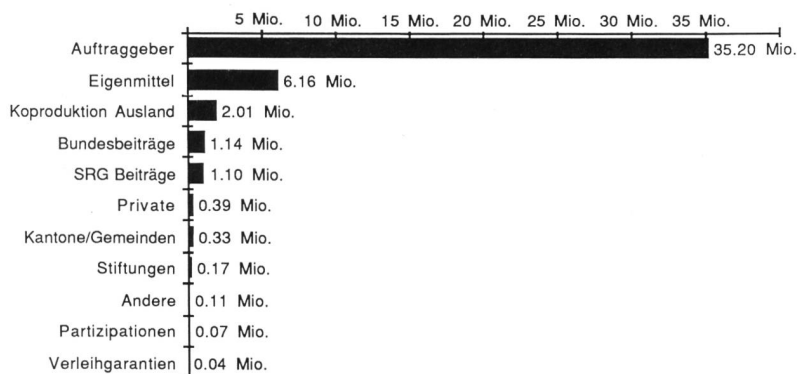 5 Mio. 10 Mio. 15 Mio. 20 Mio. 25 Mio. 30 Mio. 35 Mio.
Auftraggeber 35.20 Mio.
Eigenmittel 6.16 Mio.
Koproduktion Ausland 2.01 Mio.
Bundesbeiträge 1.14 Mio.
SRG Beiträge 1.10 Mio.
Private 0.39 Mio.
Kantone/Gemeinden 0.33 Mio.
Stiftungen 0.17 Mio.
Andere 0.11 Mio.
Partizipationen 0.07 Mio.
Verleihgarantien 0.04 Mio.